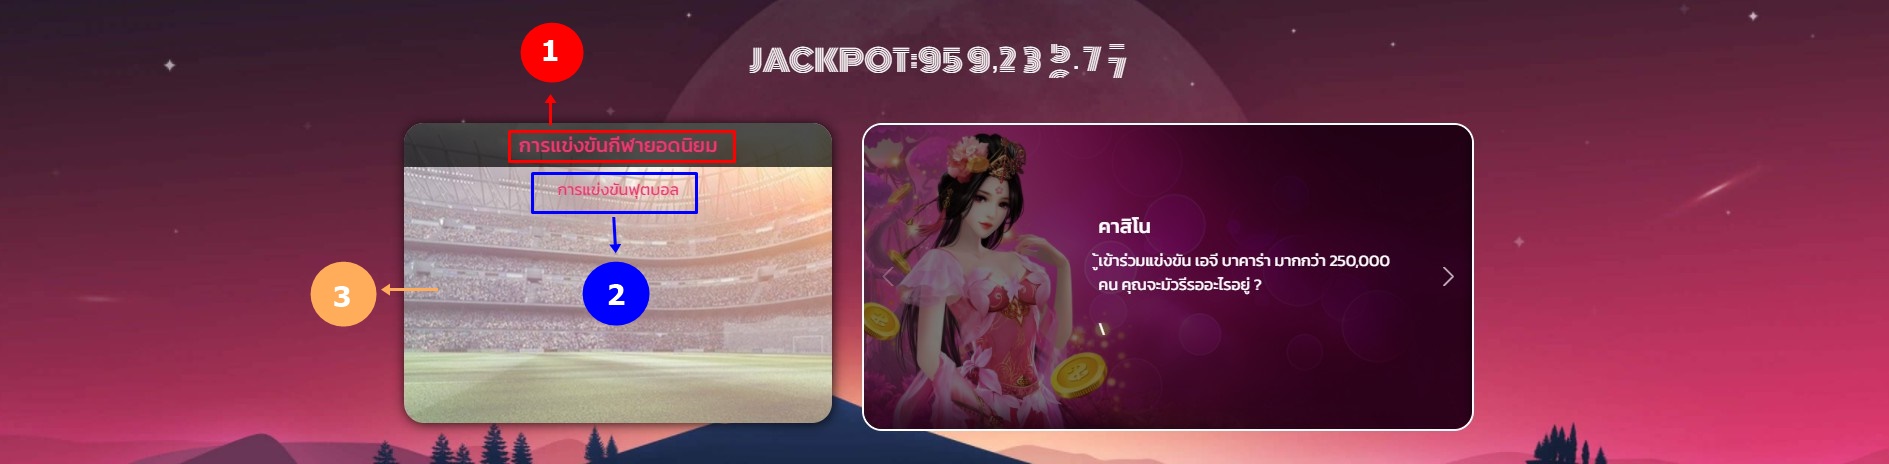 1
JACKPOT:959,23
การแข่งขันกีฬายอดนิยม
การแข่งขันฟุตบอล
3
2
คาสิโน
ู้เข้าร่วมแข่งขัน เอจี บาคาร่า มากกว่า 250,000
คน คุณจะมัวรีรออะไรอยู่ ?
\